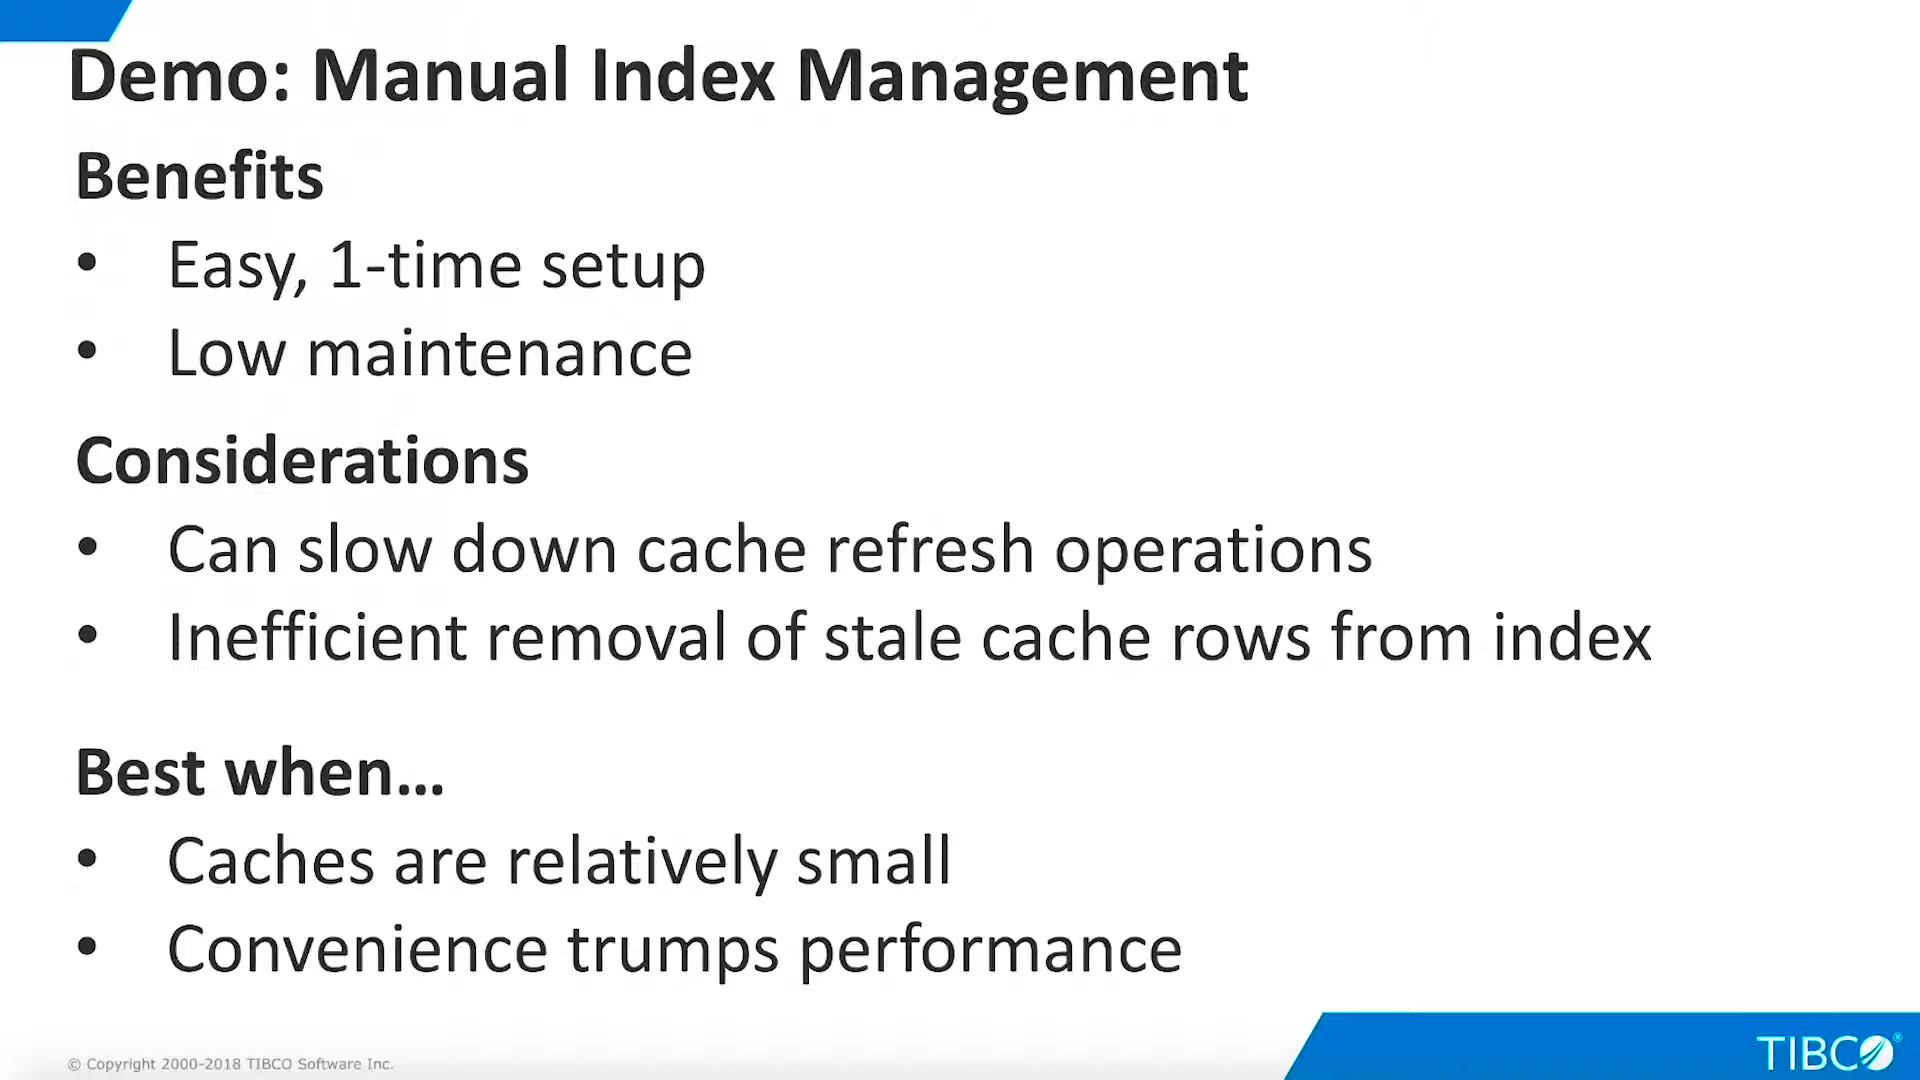 Demo: Manual Index Management
Benefits
• Easy, 1-time setup
• Low maintenance
Considerations
• Can slow down cache refresh operations
• Inefficient removal of stale cache rows from index
Best when…
• Caches are relatively small
• Convenience trumps performance
© Copyright 2000-2018 TIBCO Software Inc.
TIBCO®